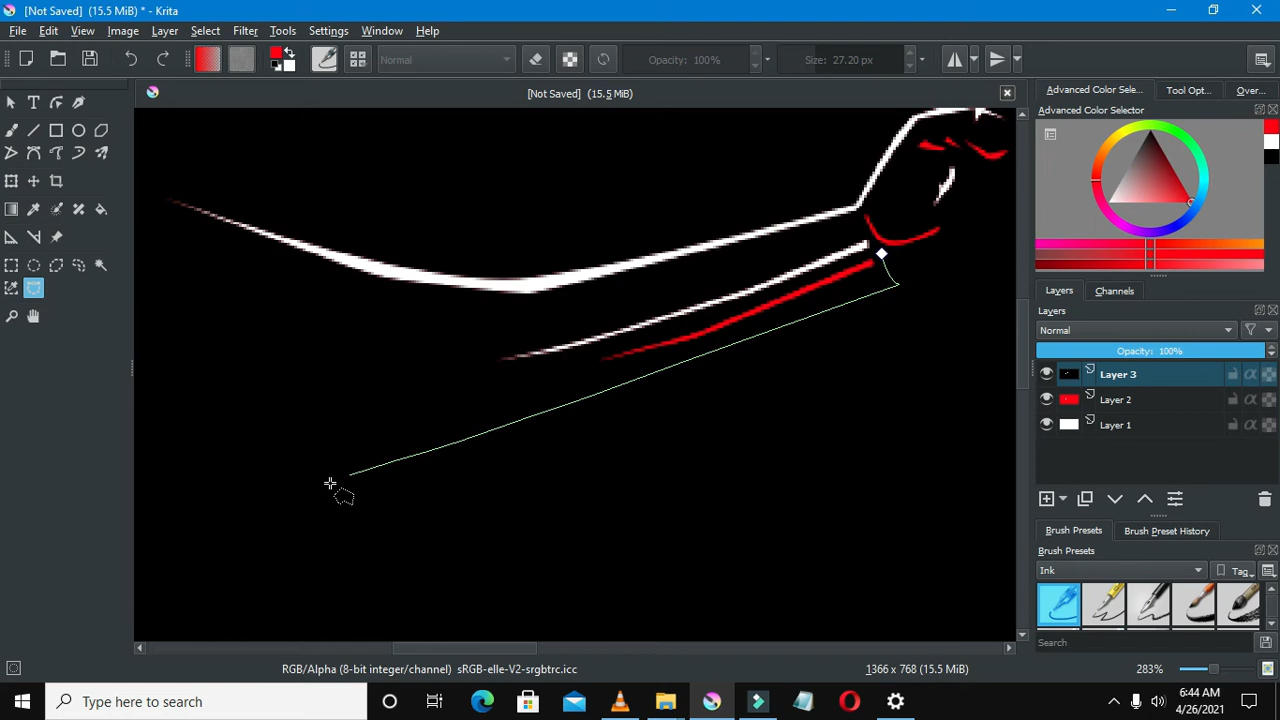 [Not Saved] (15.5 MiB) * - Krita
File Edit View Image Layer Select Filter Tools Settings Window Help
Normal Opacity: 100% Size: 27.20 px
[Not Saved] (15.5 MiB) Advanced Color Sele... Tool Opt... Over...
Advanced Color Selector
Layers Channels
Layers
Normal
Opacity: 100%
Layer 3
Layer 2
Layer 1
Brush Presets Brush Preset History
Brush Presets
Ink Tag
Search
RGB/Alpha (8-bit integer/channel) sRGB-elle-V2-srgbtrc.icc 1366 x 768 (15.5 MiB) 283%
Type here to search
6:44 AM
4/26/2021